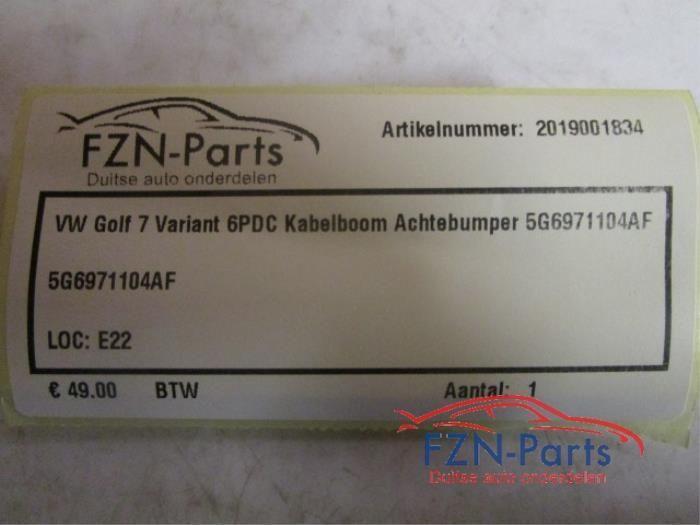 FZN-Parts
Duitse auto onderdelen
Artikelnummer: 2019001834
VW Golf 7 Variant 6PDC Kabelboom Achtebumper 5G6971104AF
5G6971104AF
LOC: E22
€ 49.00 BTW Aantal: 1
FZN-Parts
Duitse auto onderdelen